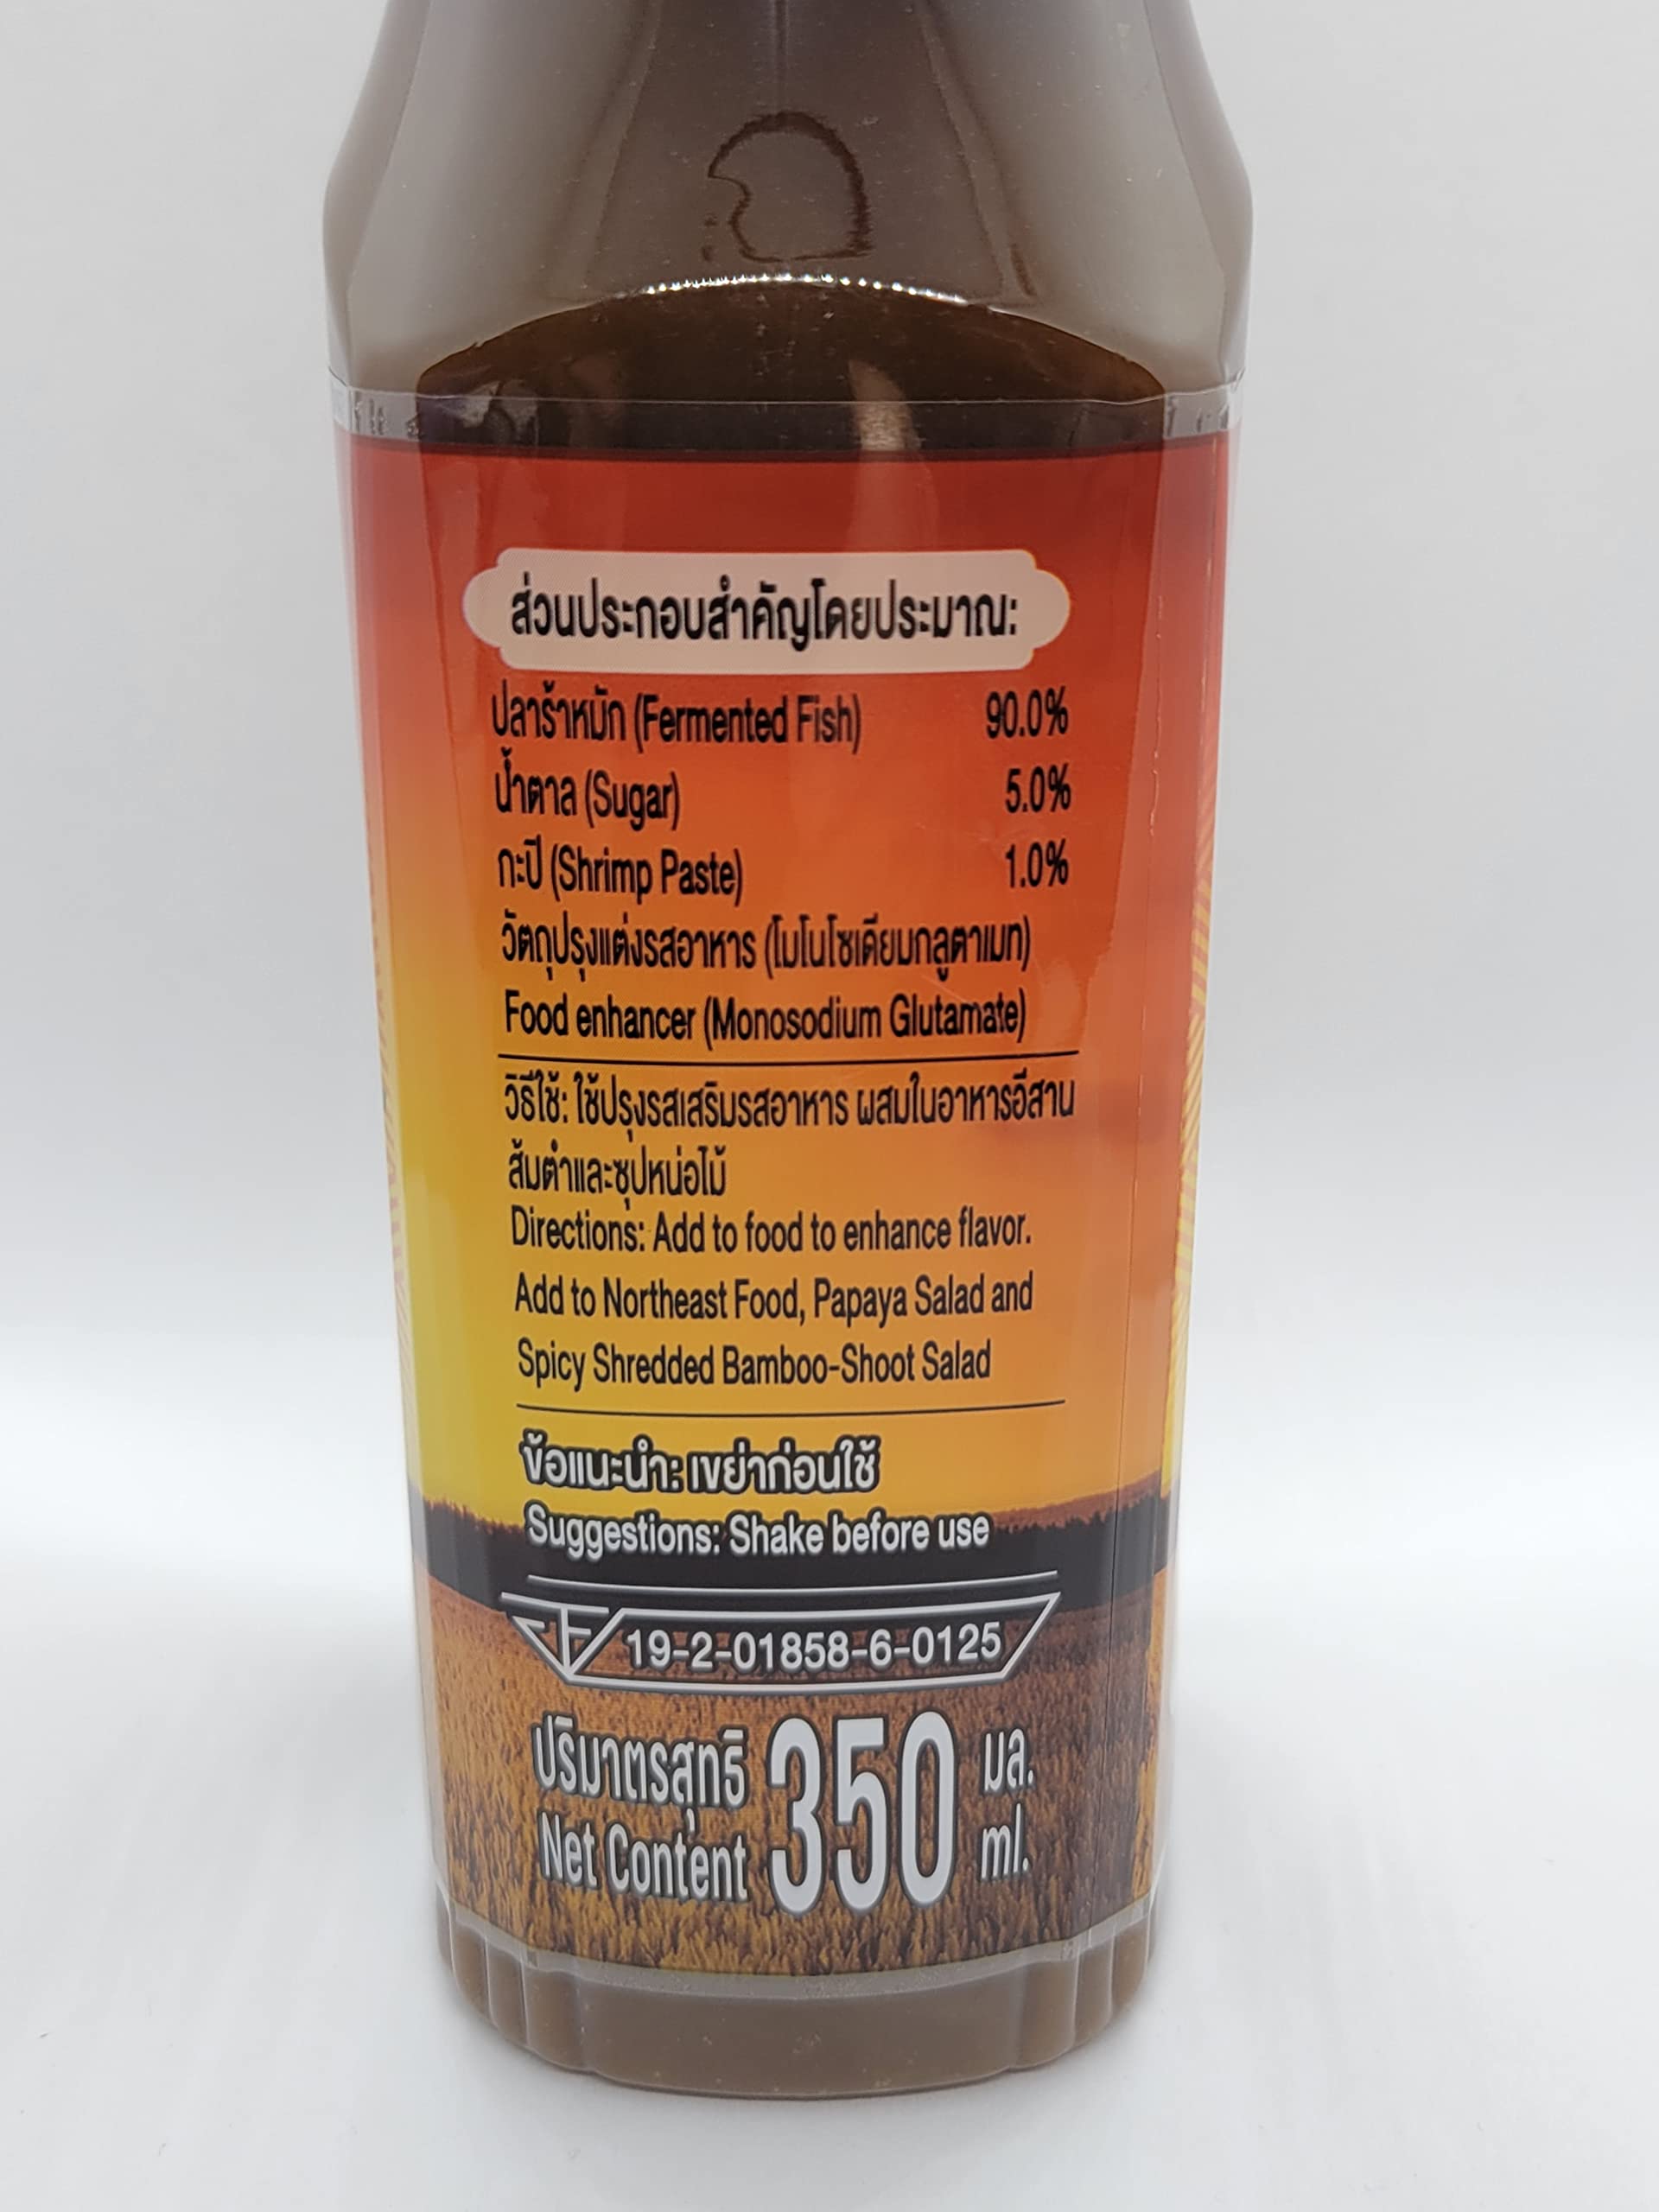 ส่วนประกอบสำคัญโดยประมาณ:
ปลาร้าหมัก (Fermented Fish) 90.0%
น้ำตาล (Sugar) 5.0%
กะปิ (Shrimp Paste) 1.0%
วัตถุปรุงแต่งรสอาหาร (โมโนโซเดียมกลูตาเมท)
Food enhancer (Monosodium Glutamate)
วิธีใช้: ใช้ปรุงรสเสริมรสอาหาร ผสมในอาหารอีสาน
ส้มตำและซุปหน่อไม้
Directions: Add to food to enhance flavor.
Add to Northeast Food, Papaya Salad and
Spicy Shredded Bamboo-Shoot Salad
ข้อแนะนำ: เขย่าก่อนใช้
Suggestions: Shake before use
19-2-01858-6-0125
ปริมาตรสุทธิ 350 มล.
Net Content ml.